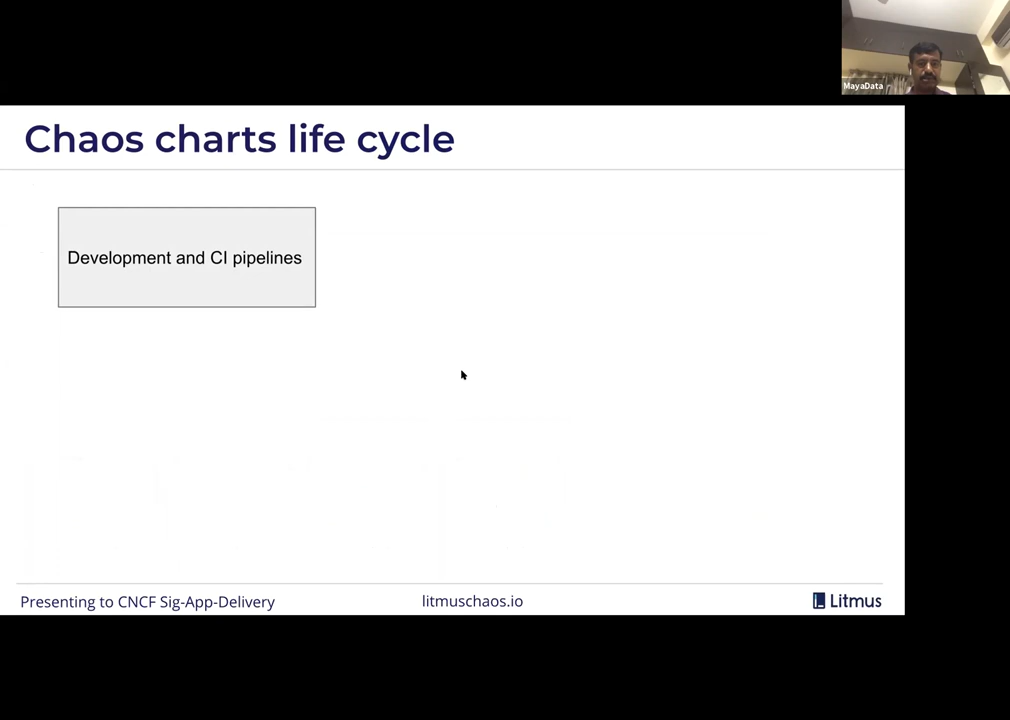 MayaData
Chaos charts life cycle
Development and CI pipelines
Presenting to CNCF Sig-App-Delivery
litmuschaos.io
Litmus